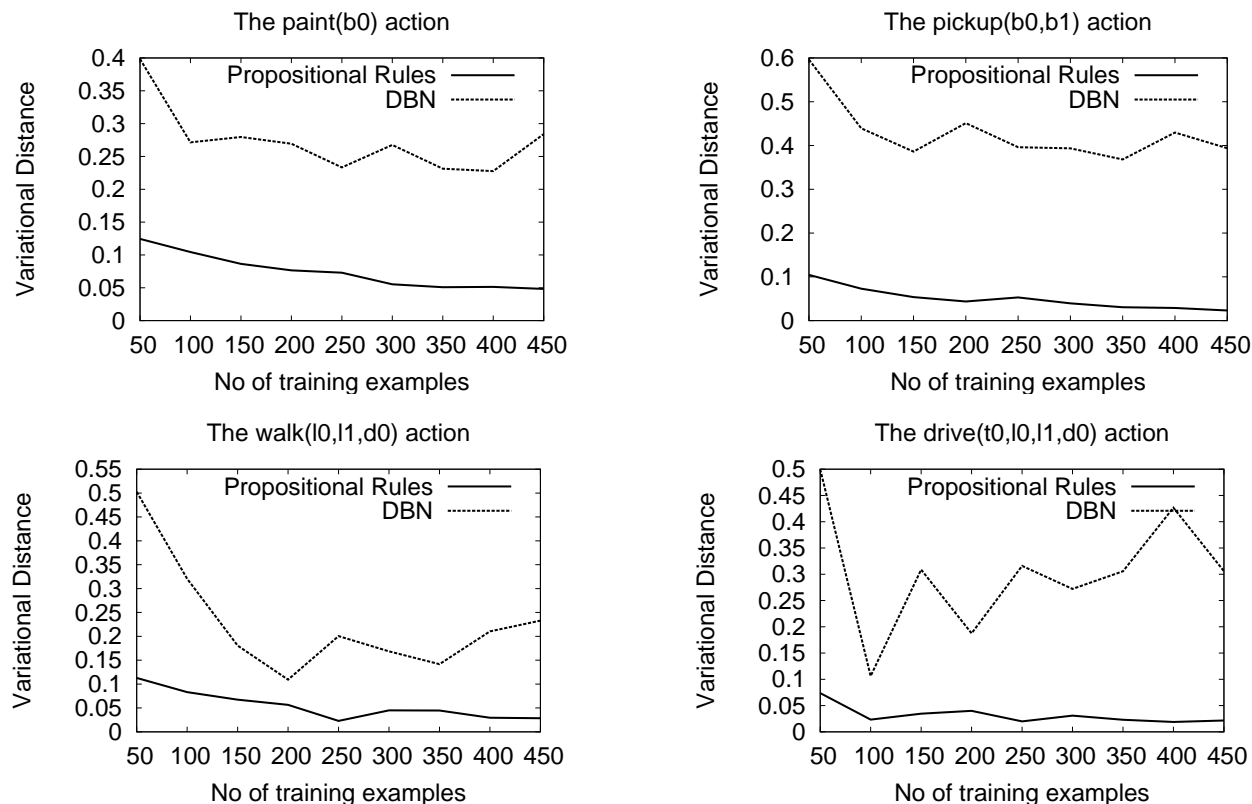 The paint(b0) action
0.4
0.35
0.3
0.25
0.2
0.15
0.1
0.05
0
Variational Distance
Propositional Rules
DBN
50 100 150 200 250 300 350 400 450
No of training examples
The pickup(b0,b1) action
0.6
0.5
0.4
0.3
0.2
0.1
0
Variational Distance
Propositional Rules
DBN
50 100 150 200 250 300 350 400 450
No of training examples
The walk(l0,l1,d0) action
0.55
0.5
0.45
0.4
0.35
0.3
0.25
0.2
0.15
0.1
0.05
0
Variational Distance
Propositional Rules
DBN
50 100 150 200 250 300 350 400 450
No of training examples
The drive(t0,l0,l1,d0) action
0.5
0.45
0.4
0.35
0.3
0.25
0.2
0.15
0.1
0.05
0
Variational Distance
Propositional Rules
DBN
50 100 150 200 250 300 350 400 450
No of training examples